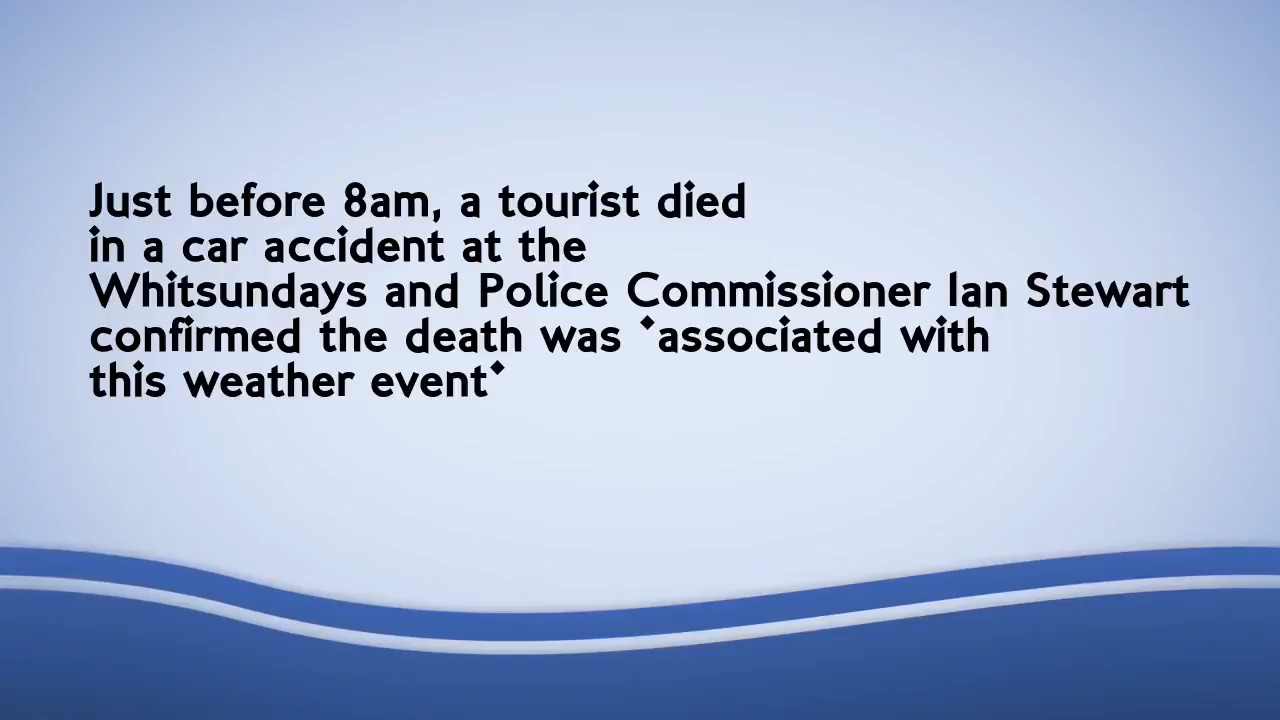 Just before 8am, a tourist died
in a car accident at the
Whitsundays and Police Commissioner Ian Stewart
confirmed the death was 'associated with
this weather event'